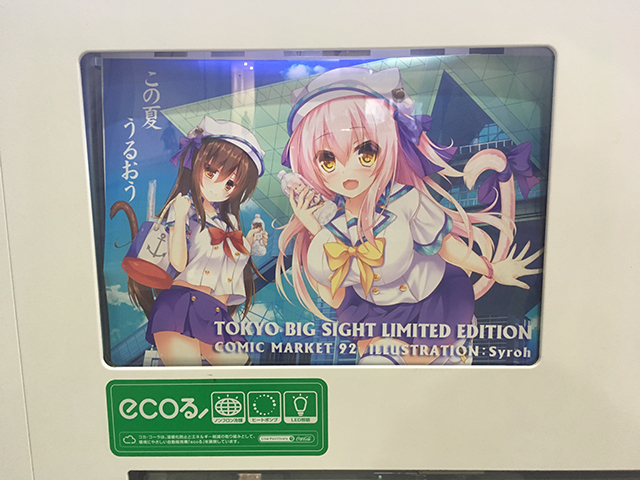 この夏
うるおう
TOKYO BIG SIGHT LIMITED EDITION
COMIC MARKET 92 ILLUSTRATION:Syroh
ecoる/
ノンフロン冷媒
ヒートポンプ
LED照明
Coca-Cola